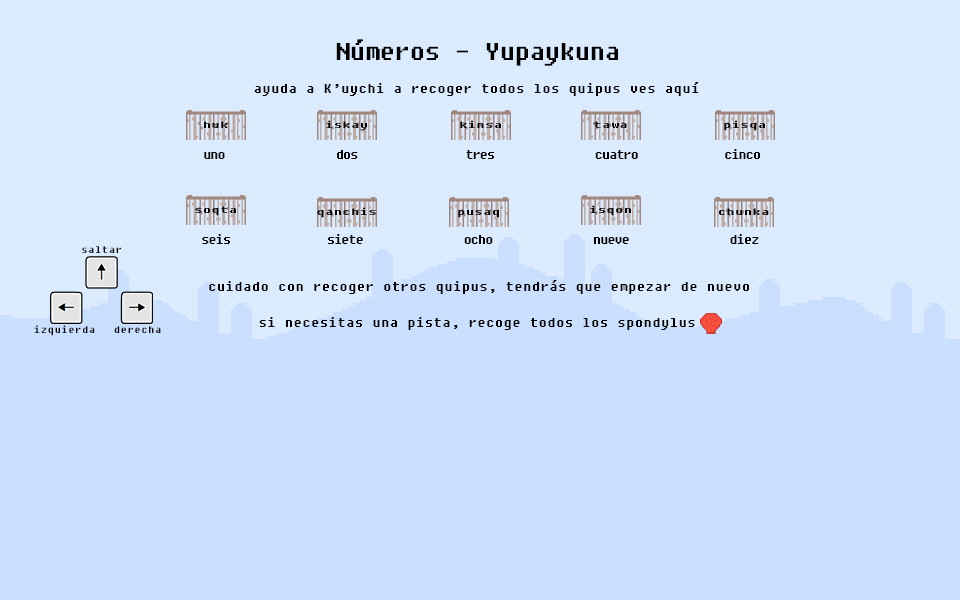 Números - Yupaykuna
ayuda a K'uychi a recoger todos los quipus ves aquí
huk iskay kinsa tawa pisqa
uno dos tres cuatro cinco
soqta qanchis pusaq isqon chunka
seis siete ocho nueve diez
saltar
izquierda derecha
cuidado con recoger otros quipus, tendrás que empezar de nuevo
si necesitas una pista, recoge todos los spondylus